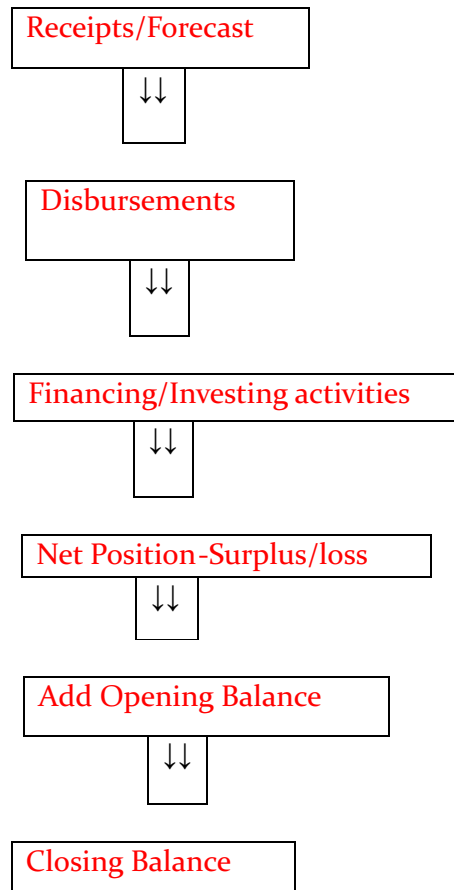 Receipts/Forecast
↓↓
Disbursements
↓↓
Financing/Investing activities
↓↓
Net Position-Surplus/loss
↓↓
Add Opening Balance
↓↓
Closing Balance